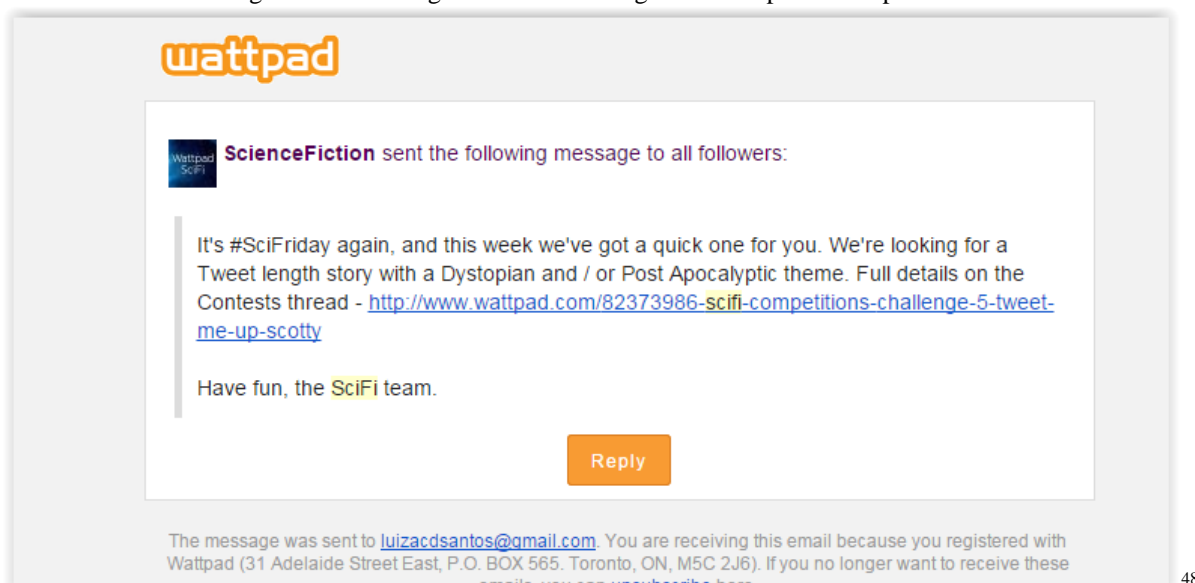 wattpad
Wattpad
SciFi
ScienceFiction sent the following message to all followers:
It's #SciFriday again, and this week we've got a quick one for you. We're looking for a
Tweet length story with a Dystopian and / or Post Apocalyptic theme. Full details on the
Contests thread - http://www.wattpad.com/82373986-scifi-competitions-challenge-5-tweet-
me-up-scotty
Have fun, the SciFi team.
Reply
The message was sent to luizacdsantos@gmail.com. You are receiving this email because you registered with
Wattpad (31 Adelaide Street East, P.O. BOX 565. Toronto, ON, M5C 2J6). If you no longer want to receive these
48